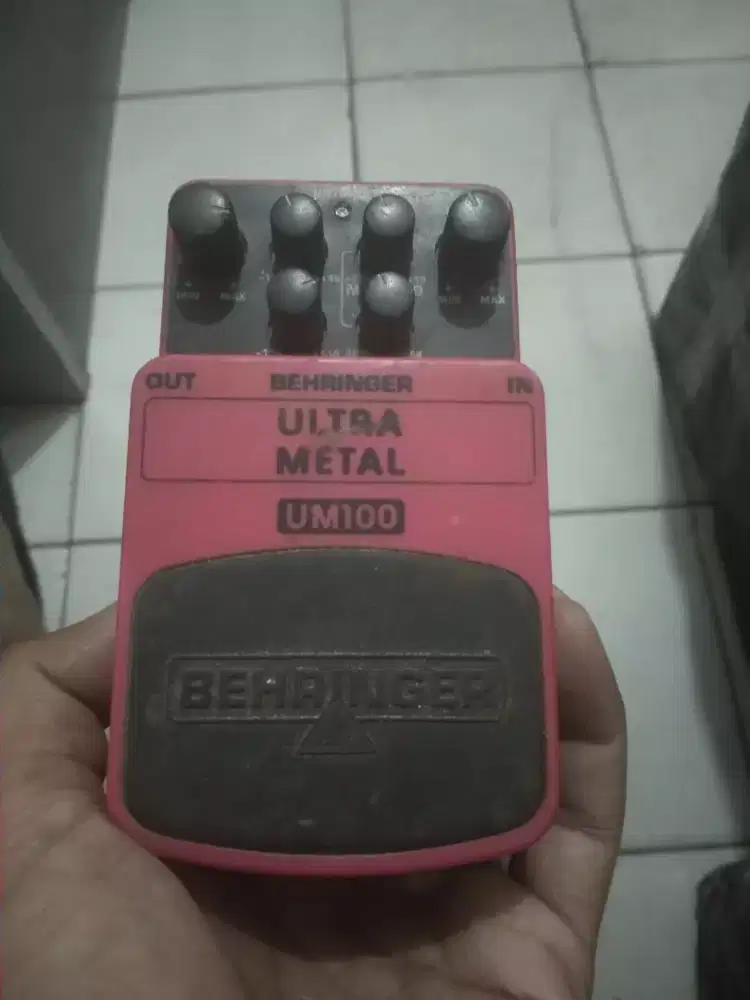 MIN MAX
MIN MAX
OUT BEHRINGER IN
ULTRA
METAL
UM100
BEHRINGER